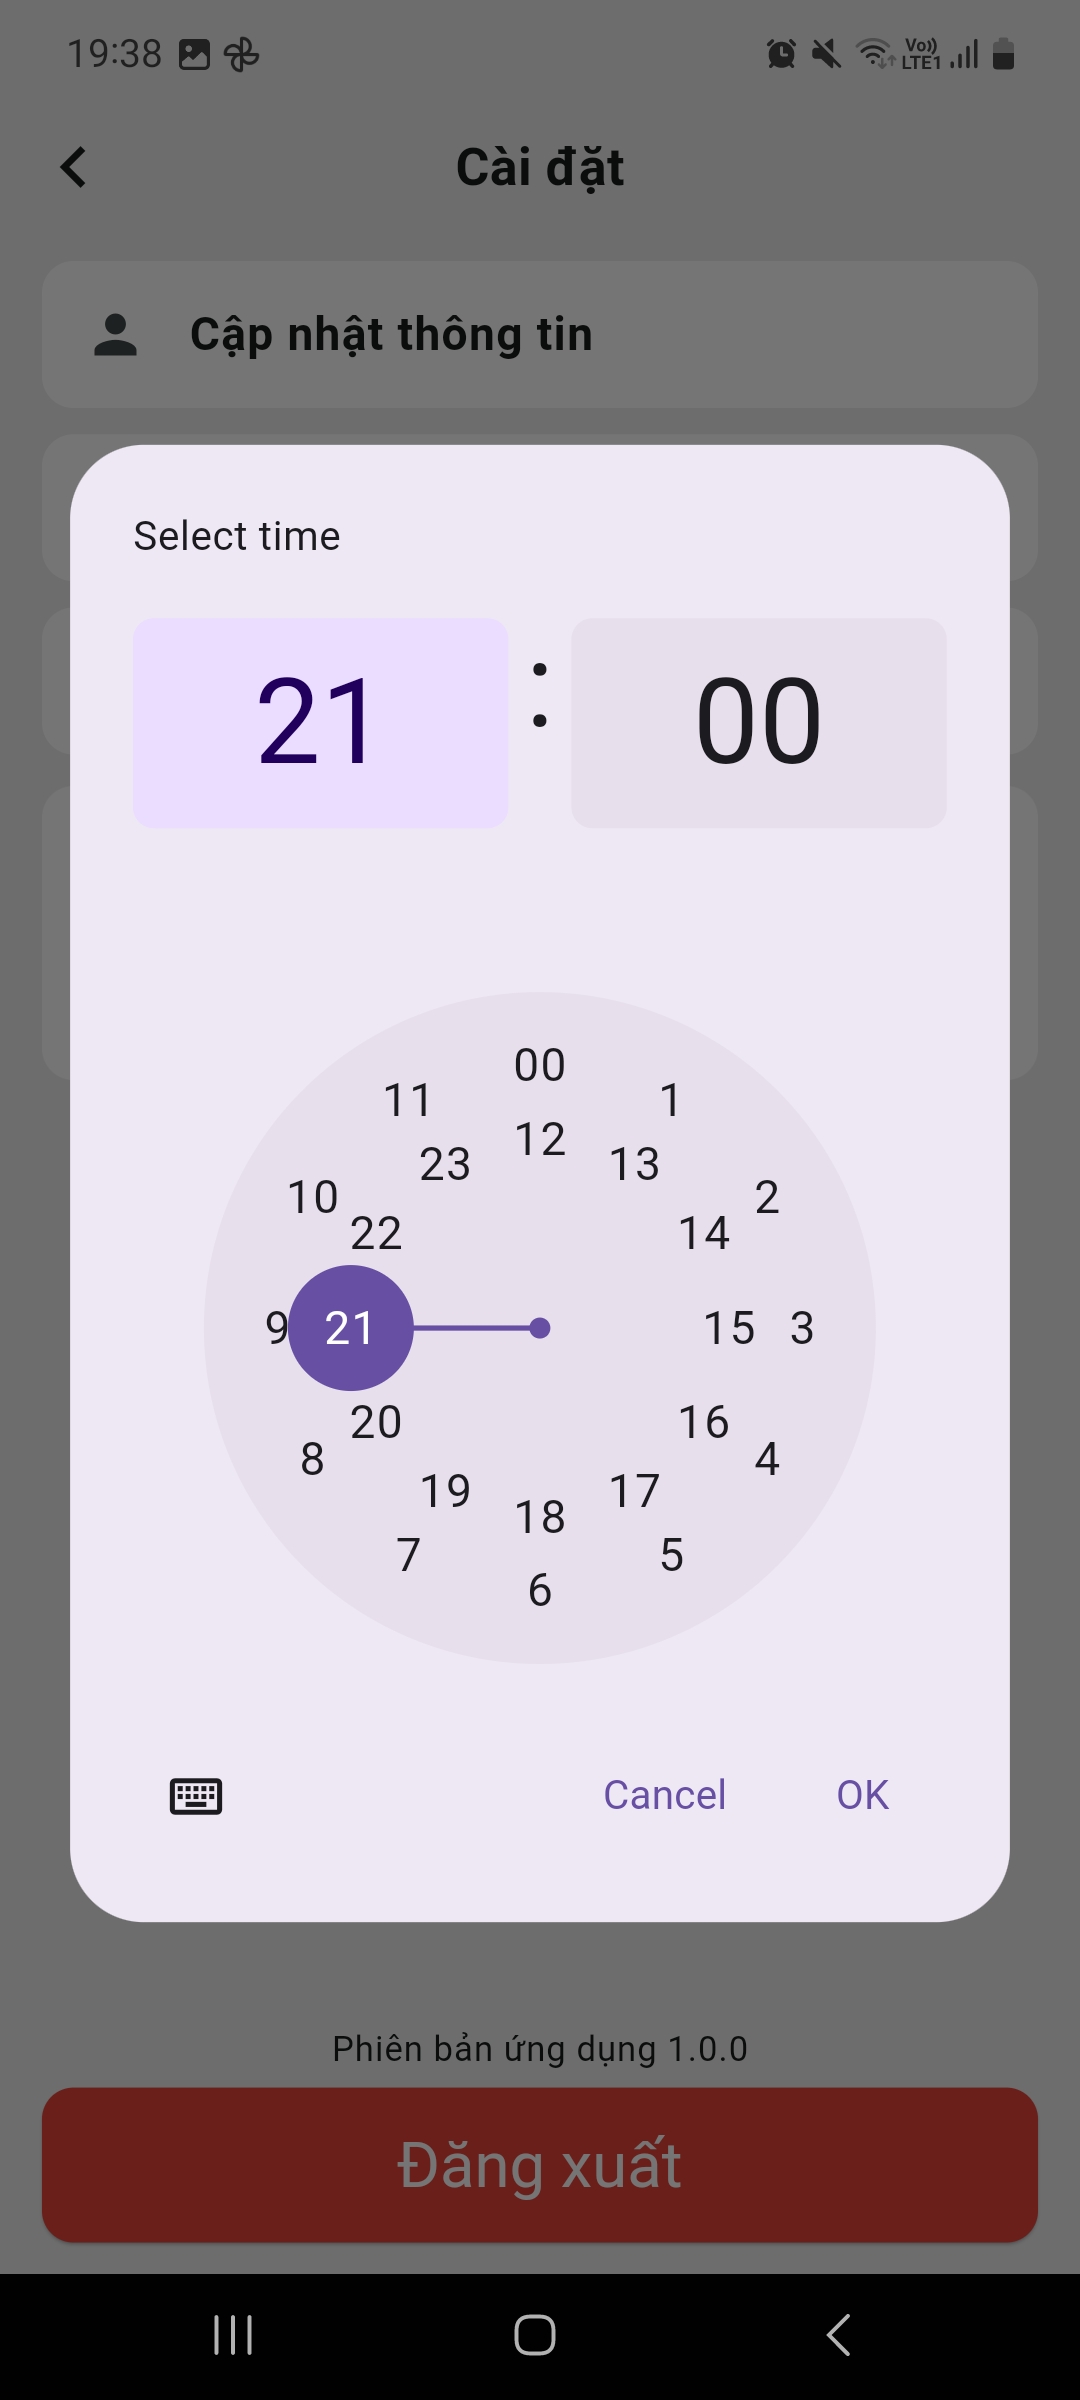 19:38 Vo)) LTE1
Cài đặt
Cập nhật thông tin
Select time
21 : 00
00
11 1
12
23 13
10 2
22 14
9 21 15 3
20 16
8 4
19 17
18
7 5
6
Cancel OK
Phiên bản ứng dụng 1.0.0
Đăng xuất